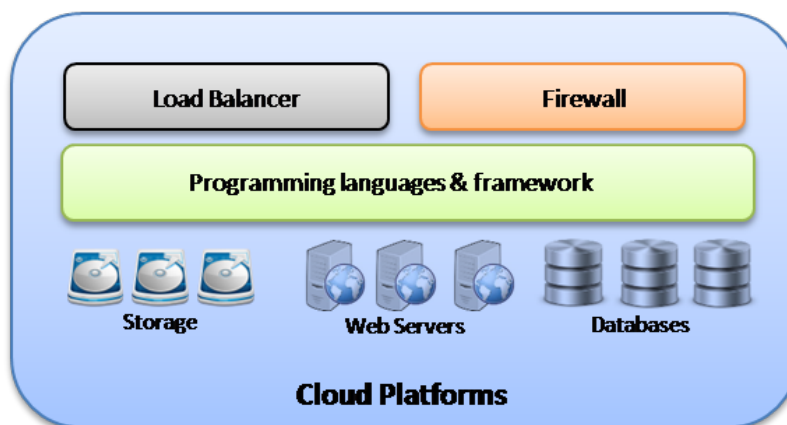 Load Balancer
Firewall
Programming languages & framework
Storage
Web Servers
Databases
Cloud Platforms